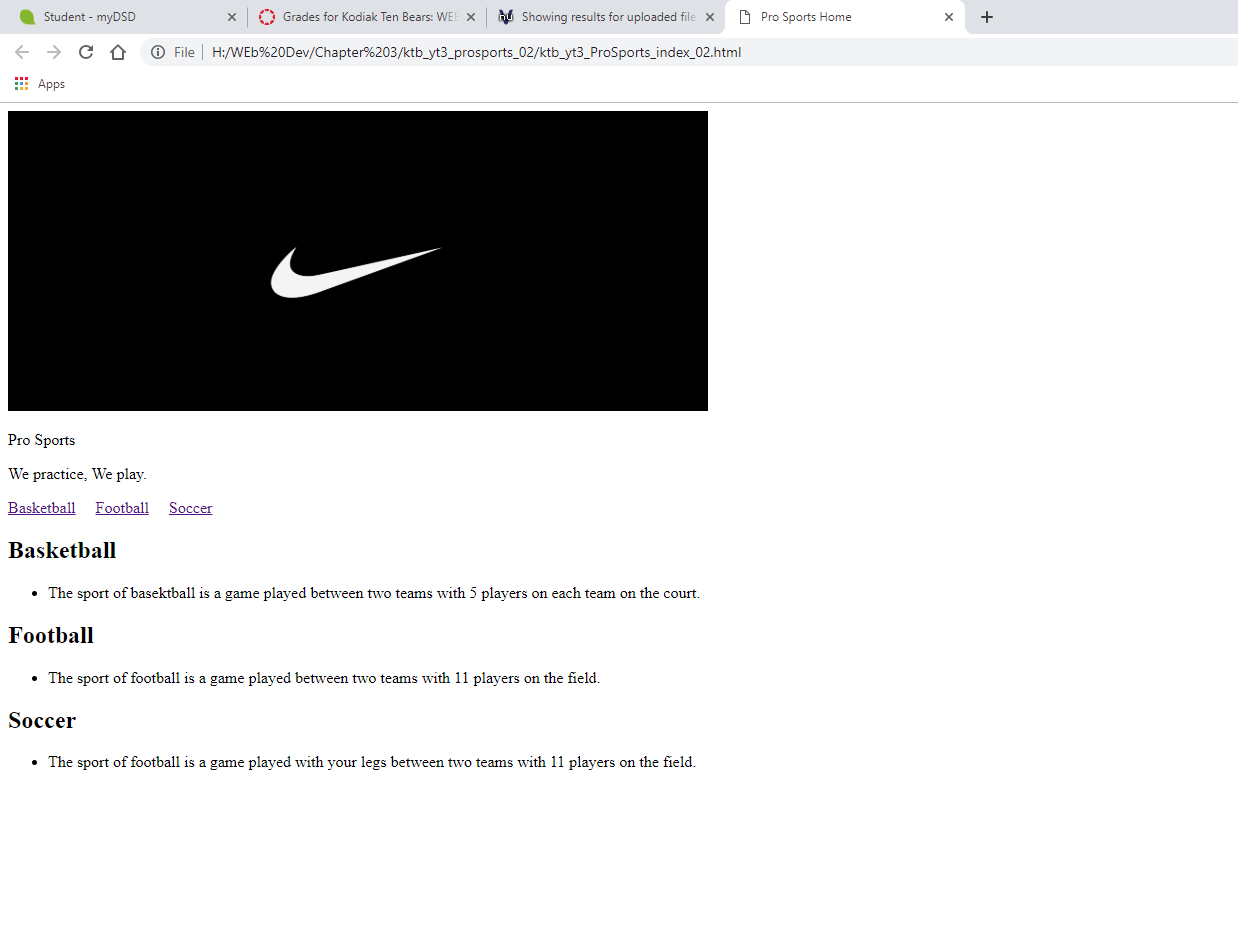 Student - myDSD
Grades for Kodiak Ten Bears: WEB
Showing results for uploaded file
Pro Sports Home
File
H:/WEb%20Dev/Chapter%203/ktb_yt3_prosports_02/ktb_yt3_ProSports_index_02.html
Apps
Pro Sports
We practice, We play.
Basketball Football Soccer
Basketball
• The sport of basektball is a game played between two teams with 5 players on each team on the court.
Football
• The sport of football is a game played between two teams with 11 players on the field.
Soccer
• The sport of football is a game played with your legs between two teams with 11 players on the field.